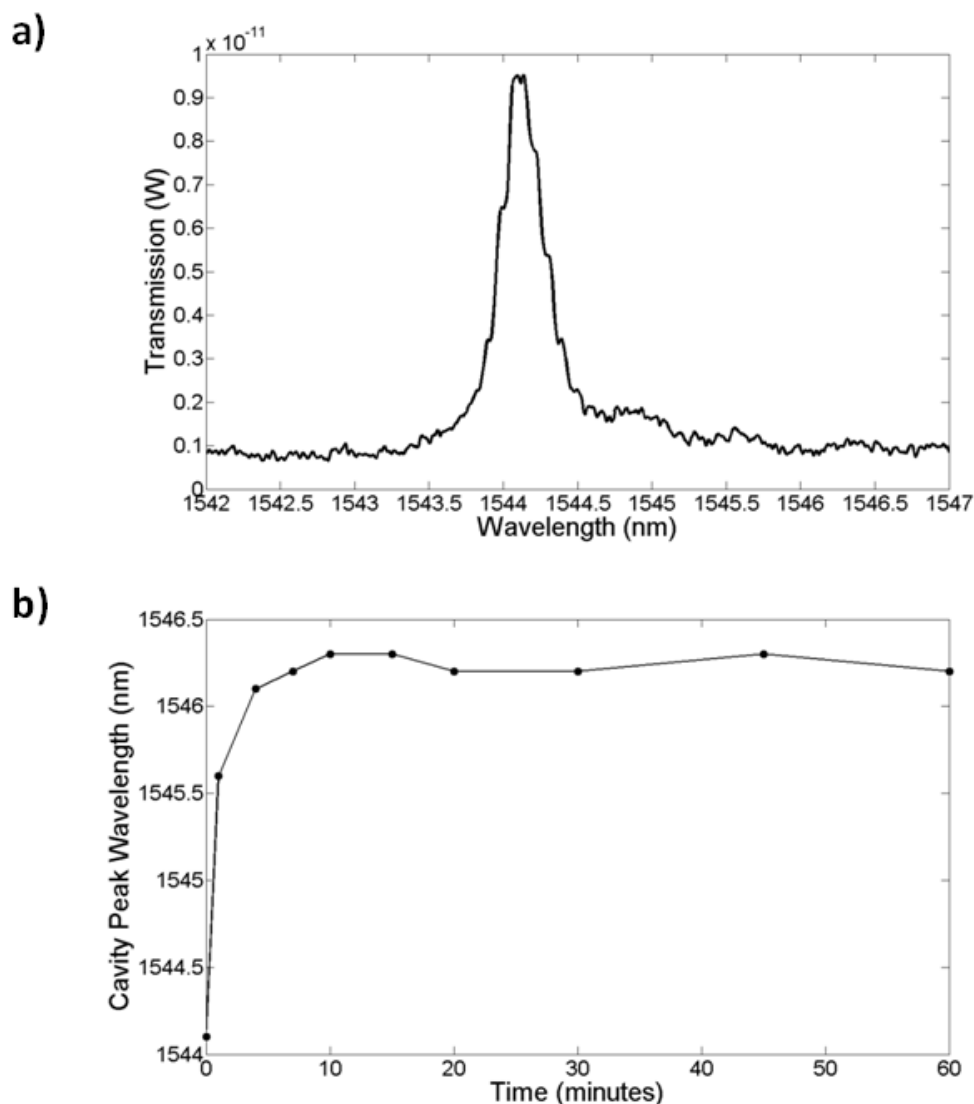 a)
1 x 10^-11
0.9
0.8
0.7
0.6
0.5
0.4
0.3
0.2
0.1
0
Transmission (W)
1542 1542.5 1543 1543.5 1544 1544.5 1545 1545.5 1546 1546.5 1547
Wavelength (nm)
b)
1546.5
1546
1545.5
1545
1544.5
1544
Cavity Peak Wavelength (nm)
0 10 20 30 40 50 60
Time (minutes)